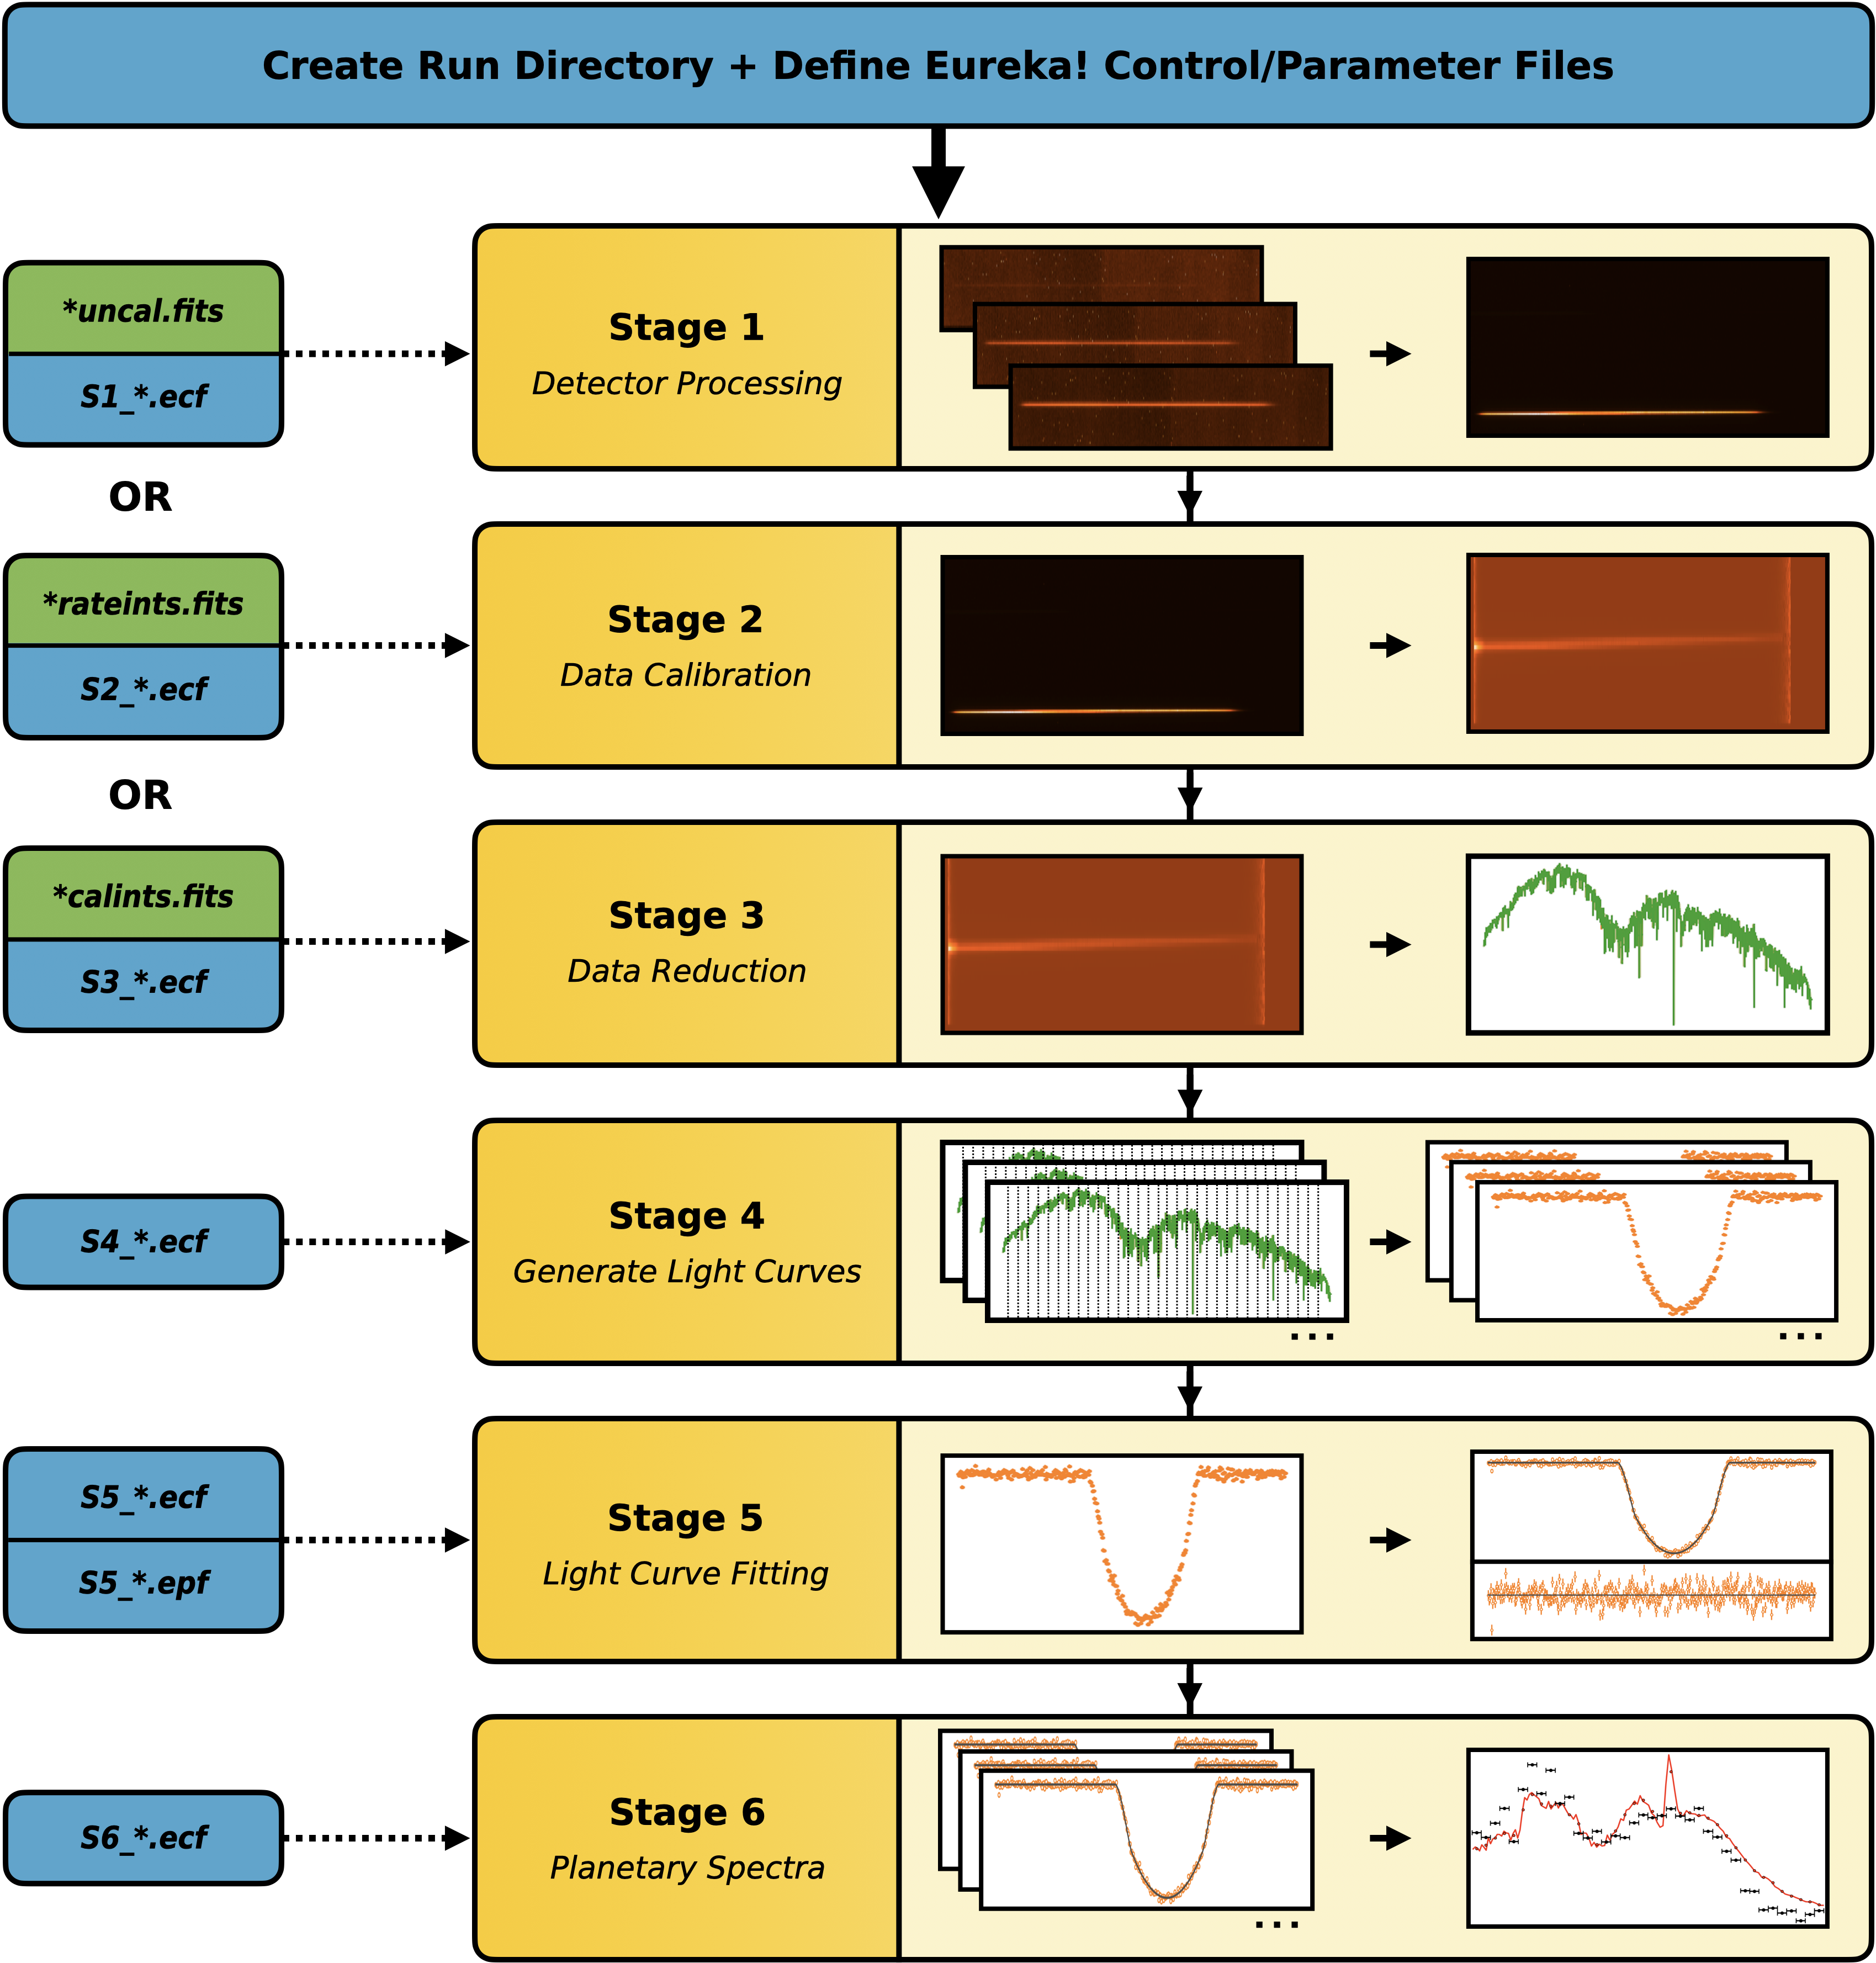 Create Run Directory + Define Eureka! Control/Parameter Files
*uncal.fits
S1_*.ecf
Stage 1
Detector Processing
OR
*rateints.fits
S2_*.ecf
Stage 2
Data Calibration
OR
*calints.fits
S3_*.ecf
Stage 3
Data Reduction
S4_*.ecf
Stage 4
Generate Light Curves
...
...
S5_*.ecf
S5_*.epf
Stage 5
Light Curve Fitting
S6_*.ecf
Stage 6
Planetary Spectra
...